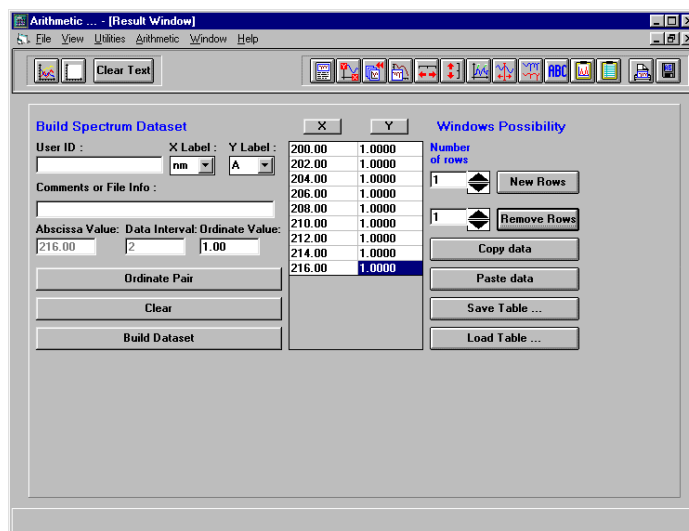 Arithmetic ... - [Result Window]
File View Utilities Arithmetic Window Help
Clear Text
ABC
Build Spectrum Dataset
X
Y
Windows Possibility
User ID :
X Label :
Y Label :
nm
A
Comments or File Info :
Abscissa Value: Data Interval: Ordinate Value:
216.00
2
1.00
Ordinate Pair
Clear
Build Dataset
200.00 1.0000
202.00 1.0000
204.00 1.0000
206.00 1.0000
208.00 1.0000
210.00 1.0000
212.00 1.0000
214.00 1.0000
216.00 1.0000
Number
of rows
1
New Rows
1
Remove Rows
Copy data
Paste data
Save Table ...
Load Table ...